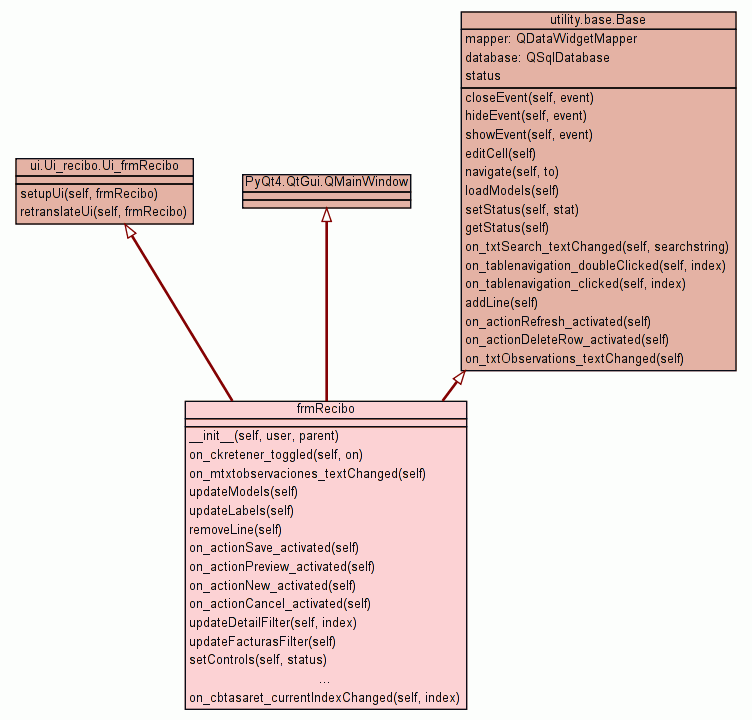 utility.base.Base
mapper: QDataWidgetMapper
database: QSqlDatabase
status
closeEvent(self, event)
hideEvent(self, event)
showEvent(self, event)
editCell(self)
navigate(self, to)
loadModels(self)
setStatus(self, stat)
getStatus(self)
on_txtSearch_textChanged(self, searchstring)
on_tablenavigation_doubleClicked(self, index)
on_tablenavigation_clicked(self, index)
addLine(self)
on_actionRefresh_activated(self)
on_actionDeleteRow_activated(self)
on_txtObservations_textChanged(self)
ui.Ui_recibo.Ui_frmRecibo
setupUi(self, frmRecibo)
retranslateUi(self, frmRecibo)
PyQt4.QtGui.QMainWindow
frmRecibo
__init__(self, user, parent)
on_ckretener_toggled(self, on)
on_mtxtobservaciones_textChanged(self)
updateModels(self)
updateLabels(self)
removeLine(self)
on_actionSave_activated(self)
on_actionPreview_activated(self)
on_actionNew_activated(self)
on_actionCancel_activated(self)
updateDetailFilter(self, index)
updateFacturasFilter(self)
setControls(self, status)
...
on_cbtasaret_currentIndexChanged(self, index)